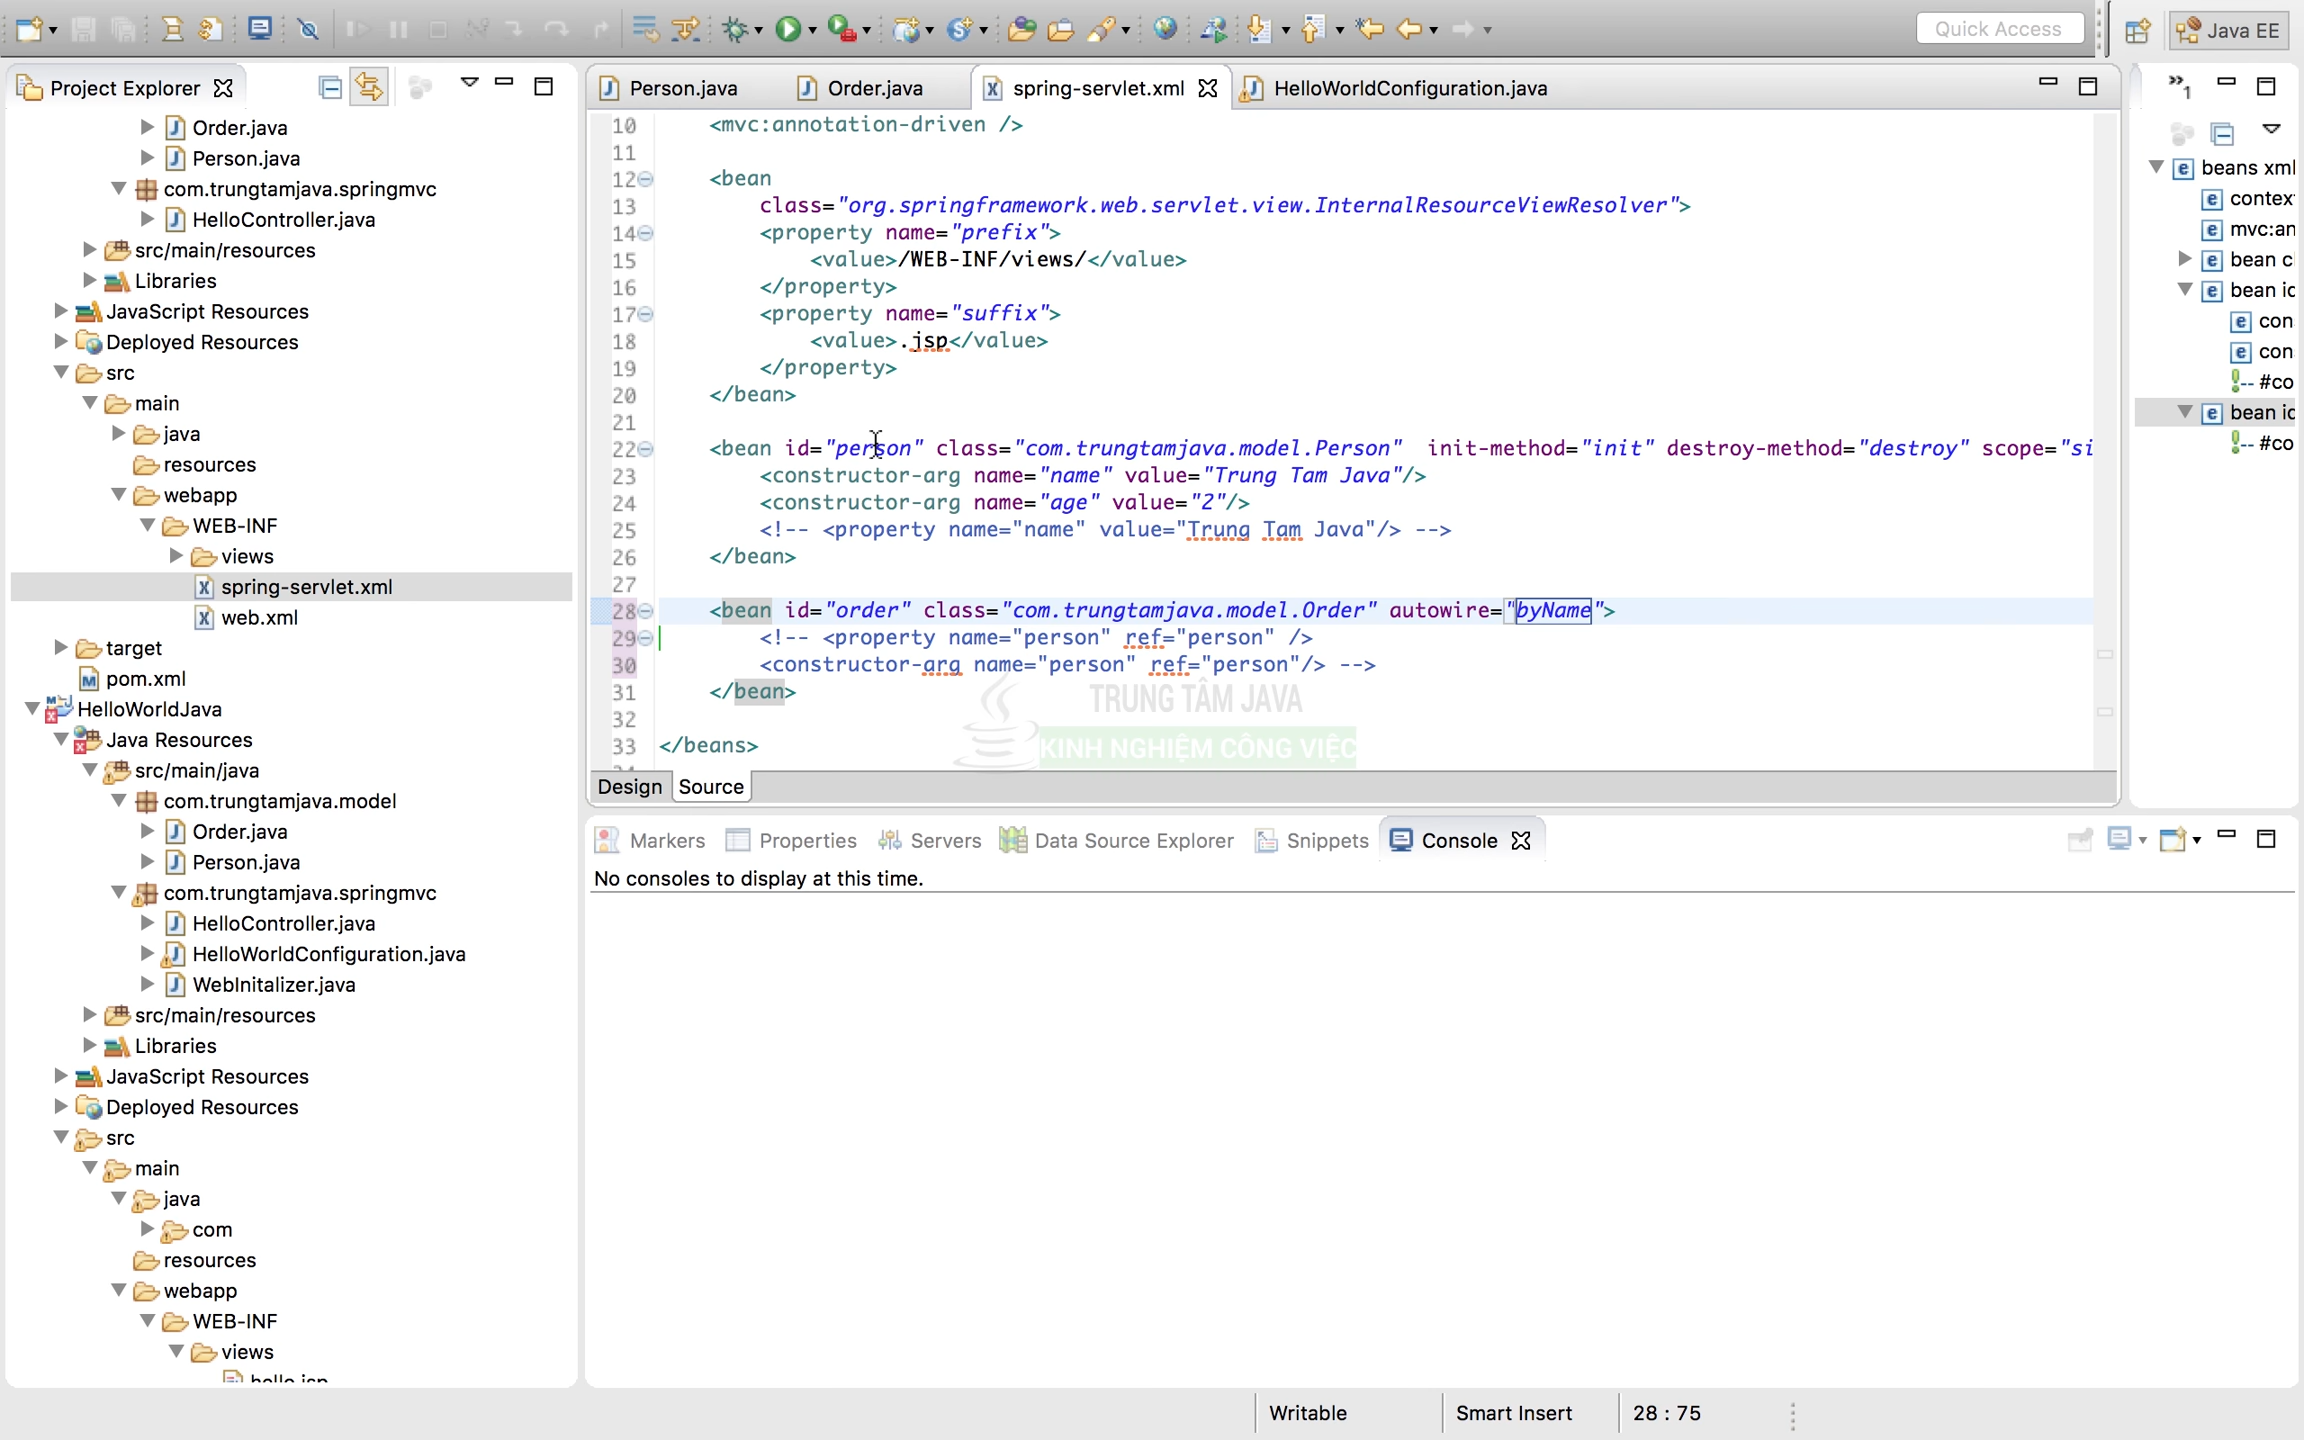 Quick Access
Java EE
Project Explorer
Order.java
Person.java
com.trungtamjava.springmvc
HelloController.java
src/main/resources
Libraries
JavaScript Resources
Deployed Resources
src
main
java
resources
webapp
WEB-INF
views
spring-servlet.xml
web.xml
target
pom.xml
HelloWorldJava
Java Resources
src/main/java
com.trungtamjava.model
Order.java
Person.java
com.trungtamjava.springmvc
HelloController.java
HelloWorldConfiguration.java
WebInitalizer.java
src/main/resources
Libraries
JavaScript Resources
Deployed Resources
src
main
java
com
resources
webapp
WEB-INF
views
hello.jsp
Person.java
Order.java
spring-servlet.xml
HelloWorldConfiguration.java
10 <mvc:annotation-driven />
11
12 <bean
13 class="org.springframework.web.servlet.view.InternalResourceViewResolver">
14 <property name="prefix">
15 <value>/WEB-INF/views/</value>
16 </property>
17 <property name="suffix">
18 <value>.jsp</value>
19 </property>
20 </bean>
21
22 <bean id="person" class="com.trungtamjava.model.Person"  init-method="init" destroy-method="destroy" scope="si
23 <constructor-arg name="name" value="Trung Tam Java"/>
24 <constructor-arg name="age" value="2"/>
25 <!-- <property name="name" value="Trung Tam Java"/> -->
26 </bean>
27
28 <bean id="order" class="com.trungtamjava.model.Order" autowire="byName">
29 <!-- <property name="person" ref="person" />
30 <constructor-arg name="person" ref="person"/> -->
31 </bean>
32
33 </beans>
TRUNG TÂM JAVA
KINH NGHIỆM CÔNG VIỆC
Design
Source
1
beans xml
contex
mvc:an
bean c
bean id
con
con
#co
bean id
#co
Markers
Properties
Servers
Data Source Explorer
Snippets
Console
No consoles to display at this time.
Writable
Smart Insert
28 : 75